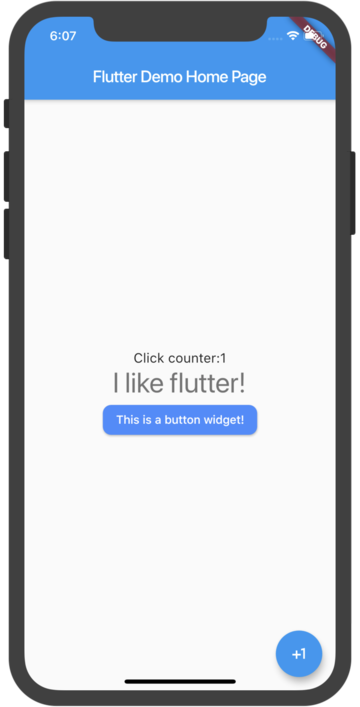 6:07
DEBUG
Flutter Demo Home Page
Click counter:1
I like flutter!
This is a button widget!
+1